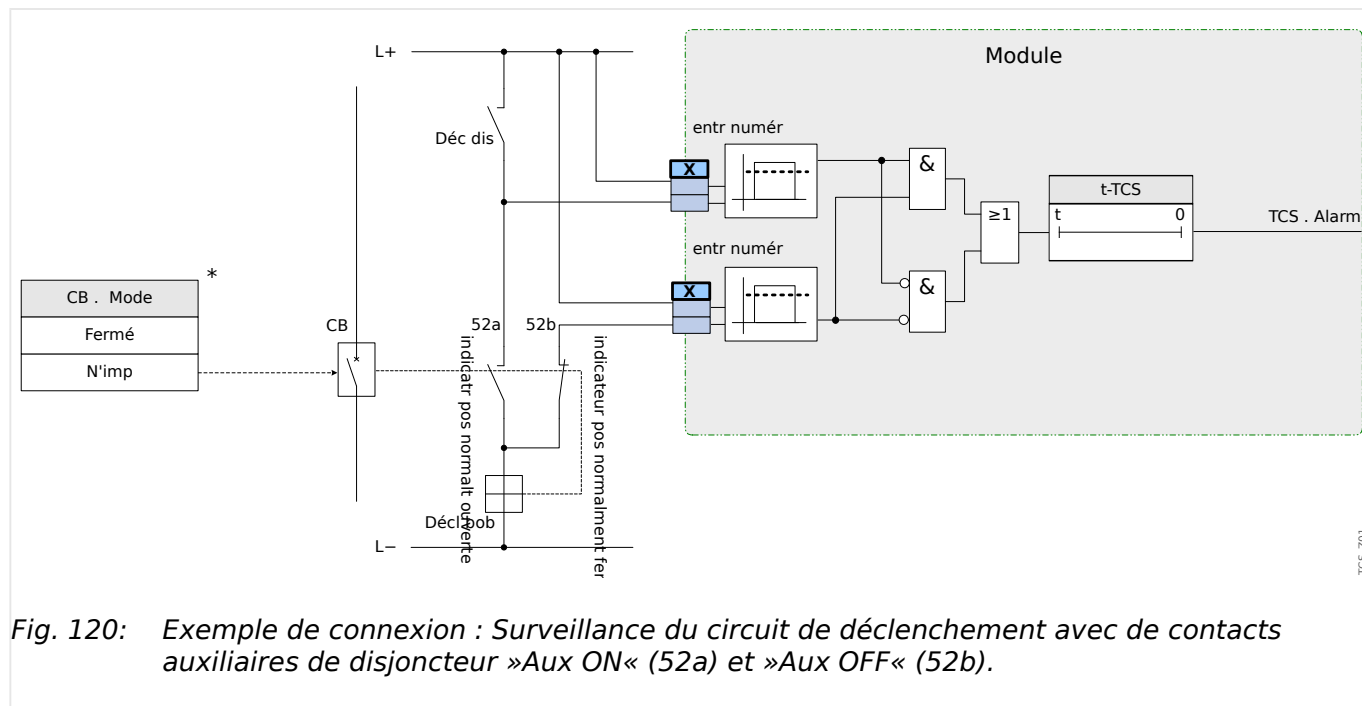 L+
Module
Déc dis
entr numér
X
&
t-TCS
t 0
≥1
TCS . Alarm
entr numér
X
&
*
CB . Mode
Fermé
N'imp
CB
52a
52b
indicatr pos normalt ouverte
indicateur pos normalment fer
Décl bob
L−
Fig. 120: Exemple de connexion : Surveillance du circuit de déclenchement avec de contacts
auxiliaires de disjoncteur »Aux ON« (52a) et »Aux OFF« (52b).